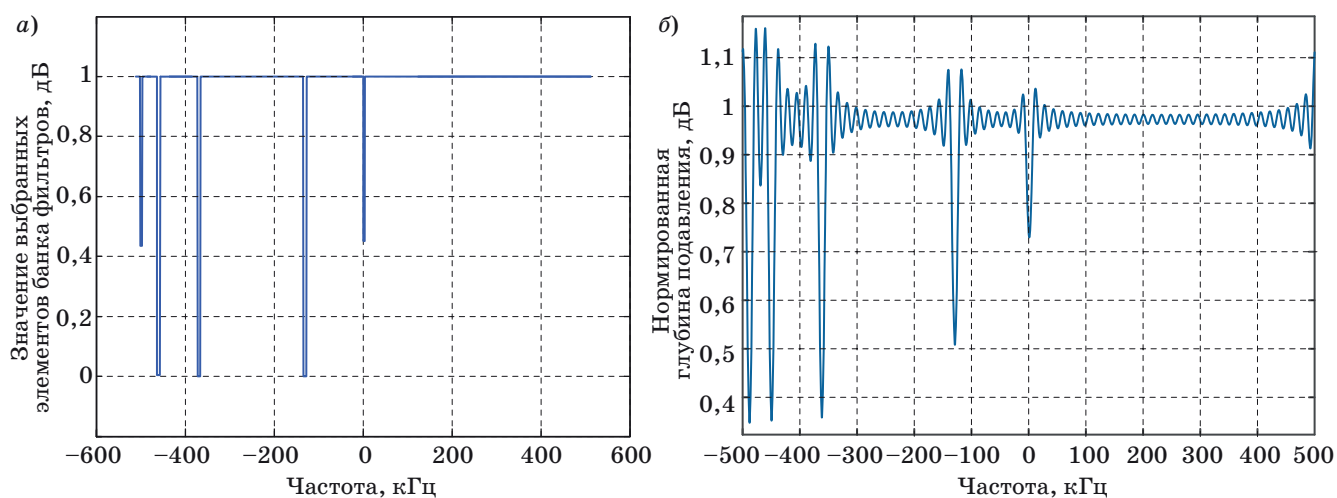 а)
Значение выбранных
элементов банка фильтров, дБ
1
0,8
0,6
0,4
0,2
0
−600 −400 −200 0 200 400 600
Частота, кГц
б)
Нормированная
глубина подавления, дБ
1,1
1
0,9
0,8
0,7
0,6
0,5
0,4
−500 −400 −300 −200 −100 0 100 200 300 400 500
Частота, кГц